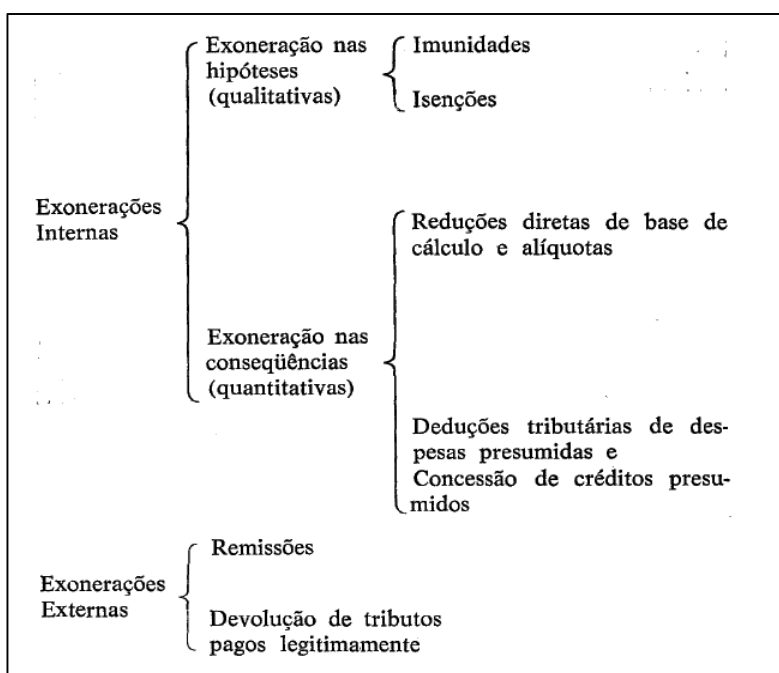 Exoneração nas
hipóteses
(qualitativas)
Imunidades
Isenções
Exonerações
Internas
Reduções diretas de base de
cálculo e alíquotas
Exoneração nas
conseqüências
(quantitativas)
Deduções tributárias de des-
pesas presumidas e
Concessão de créditos presu-
midos
Exonerações
Externas
Remissões
Devolução de tributos
pagos legitimamente